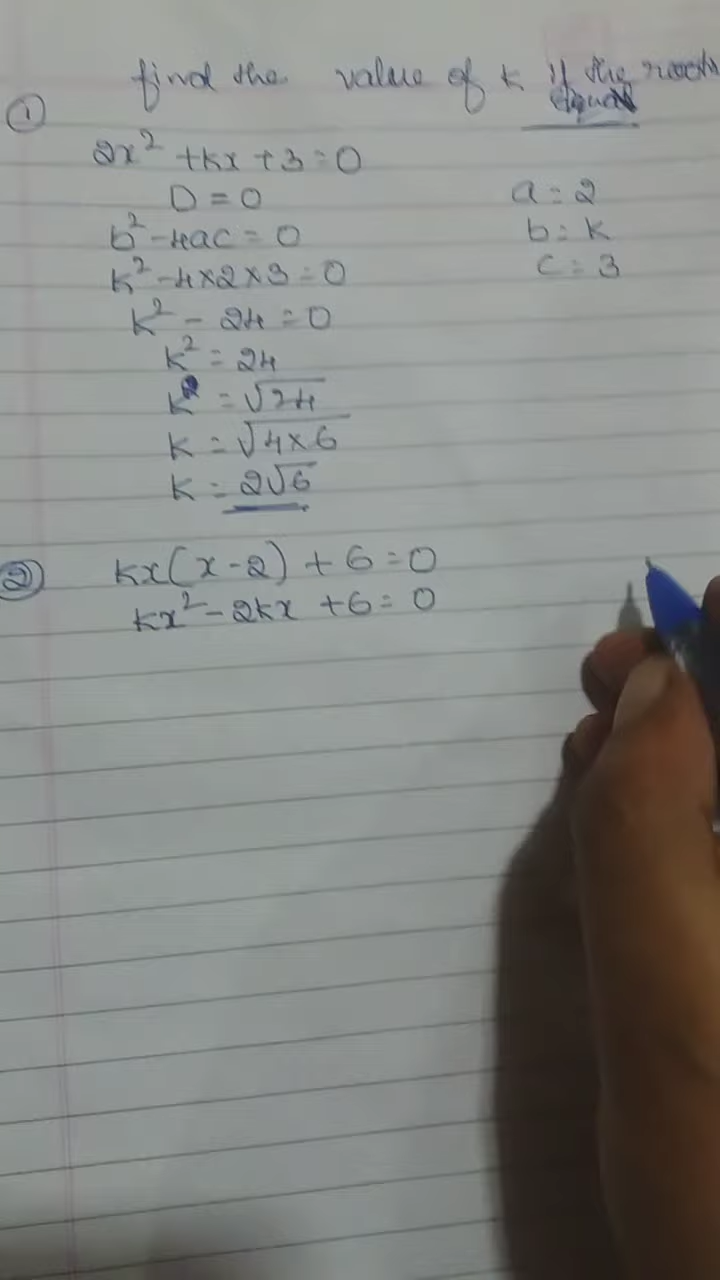 find the value of k if the roots
equal
① 2x² + kx + 3 = 0
D = 0 a = 2
b² - 4ac = 0 b = k
k² - 4×2×3 = 0 c = 3
k² - 24 = 0
k² = 24
k = √24
k = √4×6
k = 2√6
② kx(x-2) + 6 = 0
kx² - 2kx + 6 = 0